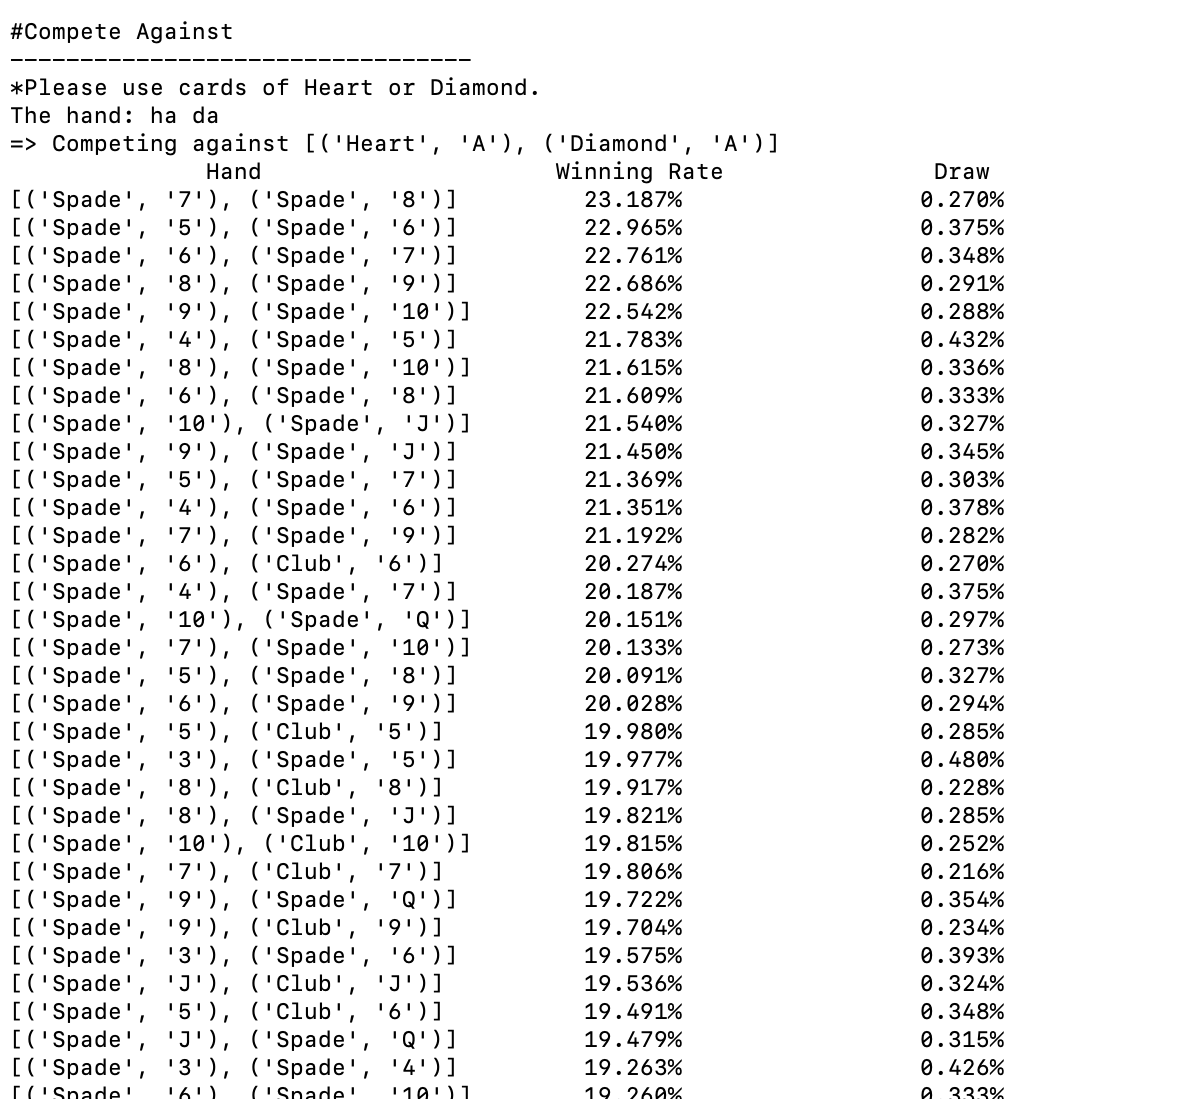 #Compete Against
---------------------------------
*Please use cards of Heart or Diamond.
The hand: ha da
=> Competing against [('Heart', 'A'), ('Diamond', 'A')]
Hand Winning Rate Draw
[('Spade', '7'), ('Spade', '8')] 23.187% 0.270%
[('Spade', '5'), ('Spade', '6')] 22.965% 0.375%
[('Spade', '6'), ('Spade', '7')] 22.761% 0.348%
[('Spade', '8'), ('Spade', '9')] 22.686% 0.291%
[('Spade', '9'), ('Spade', '10')] 22.542% 0.288%
[('Spade', '4'), ('Spade', '5')] 21.783% 0.432%
[('Spade', '8'), ('Spade', '10')] 21.615% 0.336%
[('Spade', '6'), ('Spade', '8')] 21.609% 0.333%
[('Spade', '10'), ('Spade', 'J')] 21.540% 0.327%
[('Spade', '9'), ('Spade', 'J')] 21.450% 0.345%
[('Spade', '5'), ('Spade', '7')] 21.369% 0.303%
[('Spade', '4'), ('Spade', '6')] 21.351% 0.378%
[('Spade', '7'), ('Spade', '9')] 21.192% 0.282%
[('Spade', '6'), ('Club', '6')] 20.274% 0.270%
[('Spade', '4'), ('Spade', '7')] 20.187% 0.375%
[('Spade', '10'), ('Spade', 'Q')] 20.151% 0.297%
[('Spade', '7'), ('Spade', '10')] 20.133% 0.273%
[('Spade', '5'), ('Spade', '8')] 20.091% 0.327%
[('Spade', '6'), ('Spade', '9')] 20.028% 0.294%
[('Spade', '5'), ('Club', '5')] 19.980% 0.285%
[('Spade', '3'), ('Spade', '5')] 19.977% 0.480%
[('Spade', '8'), ('Club', '8')] 19.917% 0.228%
[('Spade', '8'), ('Spade', 'J')] 19.821% 0.285%
[('Spade', '10'), ('Club', '10')] 19.815% 0.252%
[('Spade', '7'), ('Club', '7')] 19.806% 0.216%
[('Spade', '9'), ('Spade', 'Q')] 19.722% 0.354%
[('Spade', '9'), ('Club', '9')] 19.704% 0.234%
[('Spade', '3'), ('Spade', '6')] 19.575% 0.393%
[('Spade', 'J'), ('Club', 'J')] 19.536% 0.324%
[('Spade', '5'), ('Club', '6')] 19.491% 0.348%
[('Spade', 'J'), ('Spade', 'Q')] 19.479% 0.315%
[('Spade', '3'), ('Spade', '4')] 19.263% 0.426%
[('Spade', '6'), ('Spade', '10')] 19.260% 0.333%